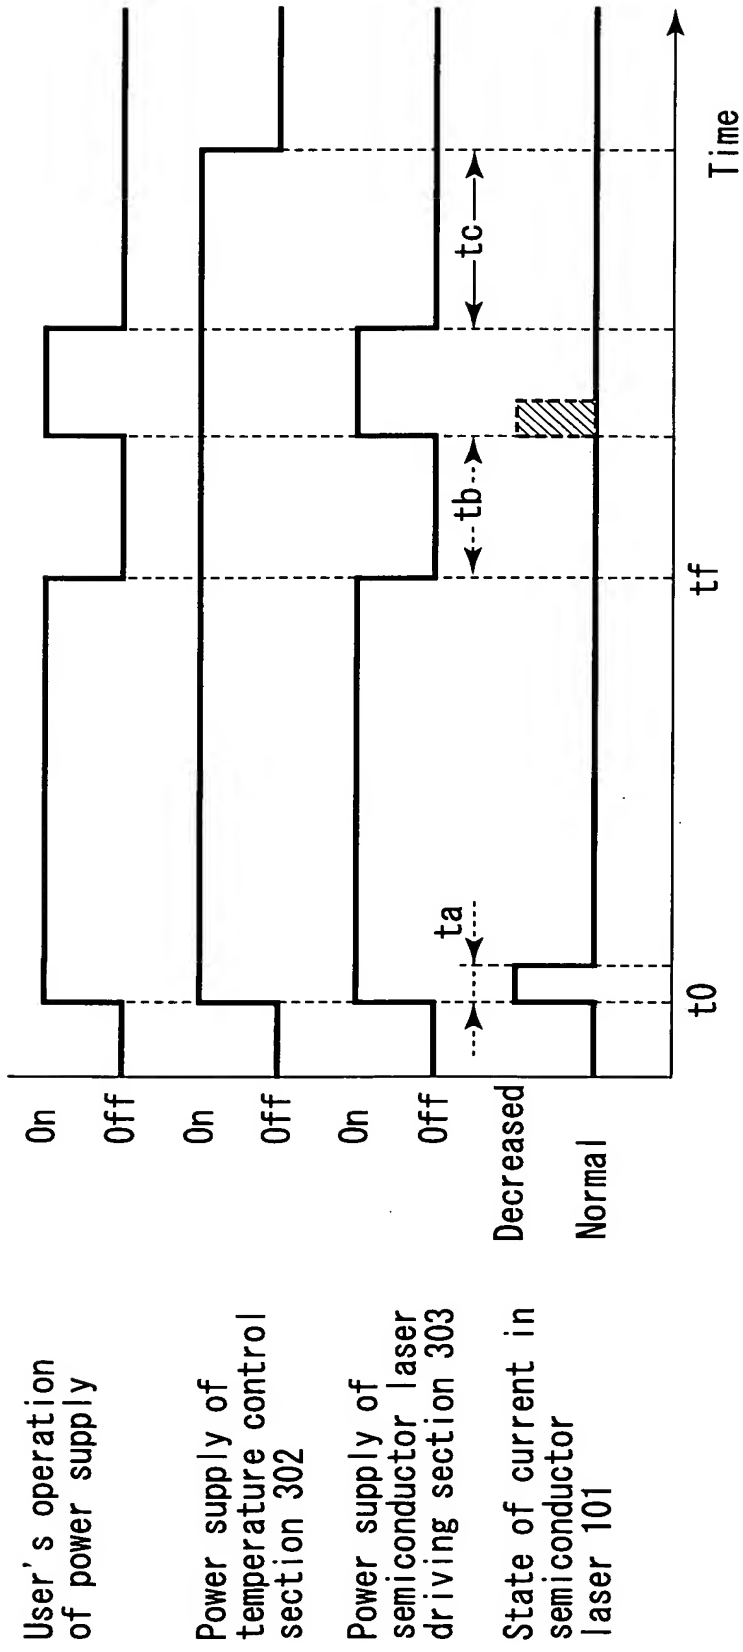 User's operation
of power supply
On
Off
Power supply of
temperature control
section 302
On
Off
Power supply of
semiconductor laser
driving section 303
On
Off
State of current in
semiconductor
laser 101
Decreased
Normal
ta
tb
tc
t0
tf
Time